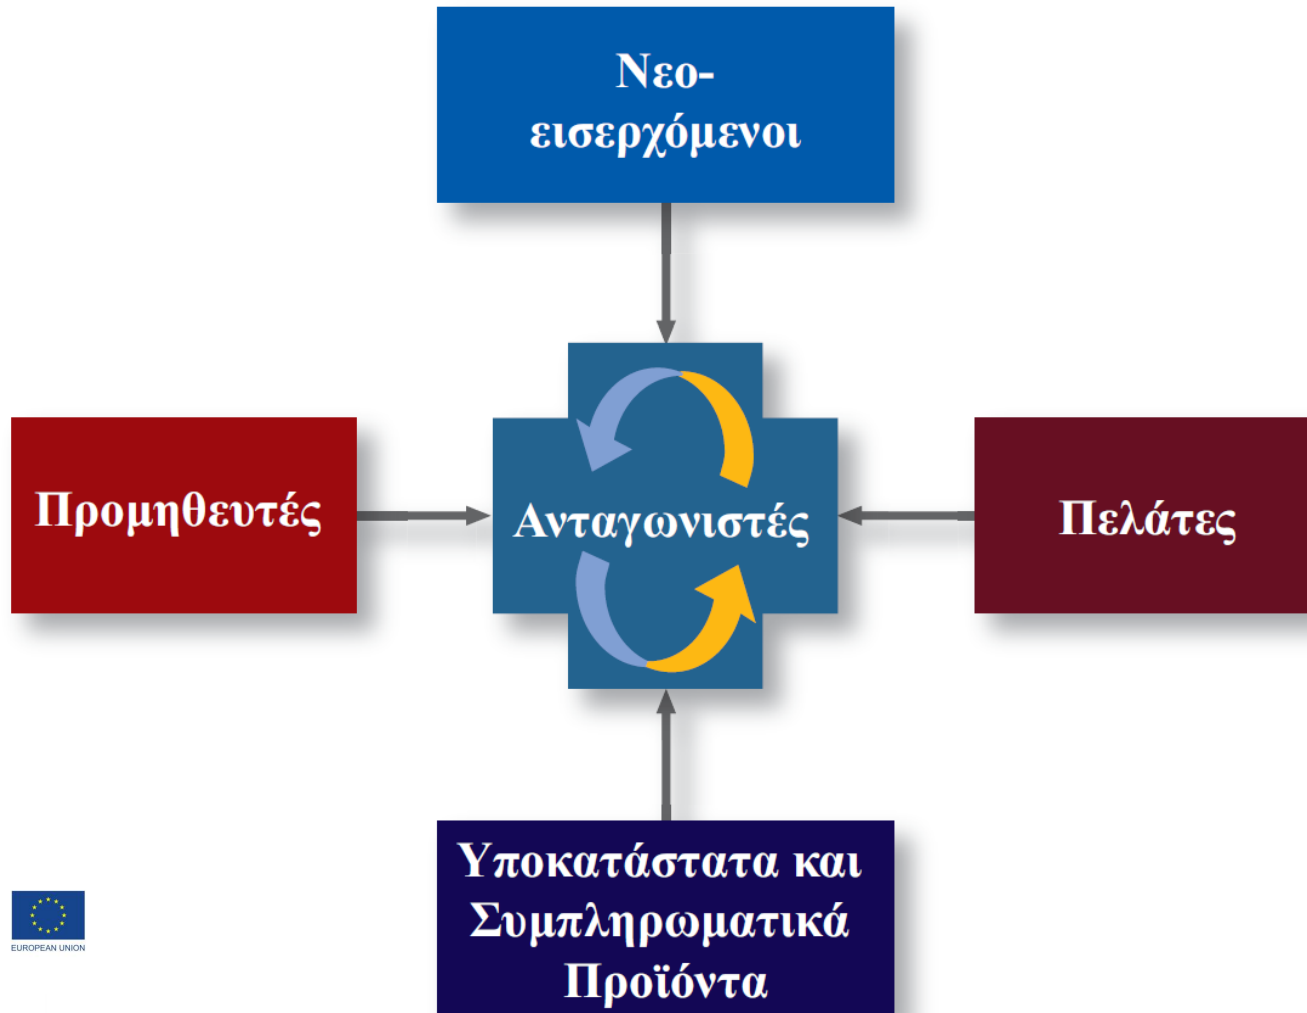 Νεο-
εισερχόμενοι
Προμηθευτές
Ανταγωνιστές
Πελάτες
Υποκατάστατα και
Συμπληρωματικά
Προϊόντα
EUROPEAN UNION